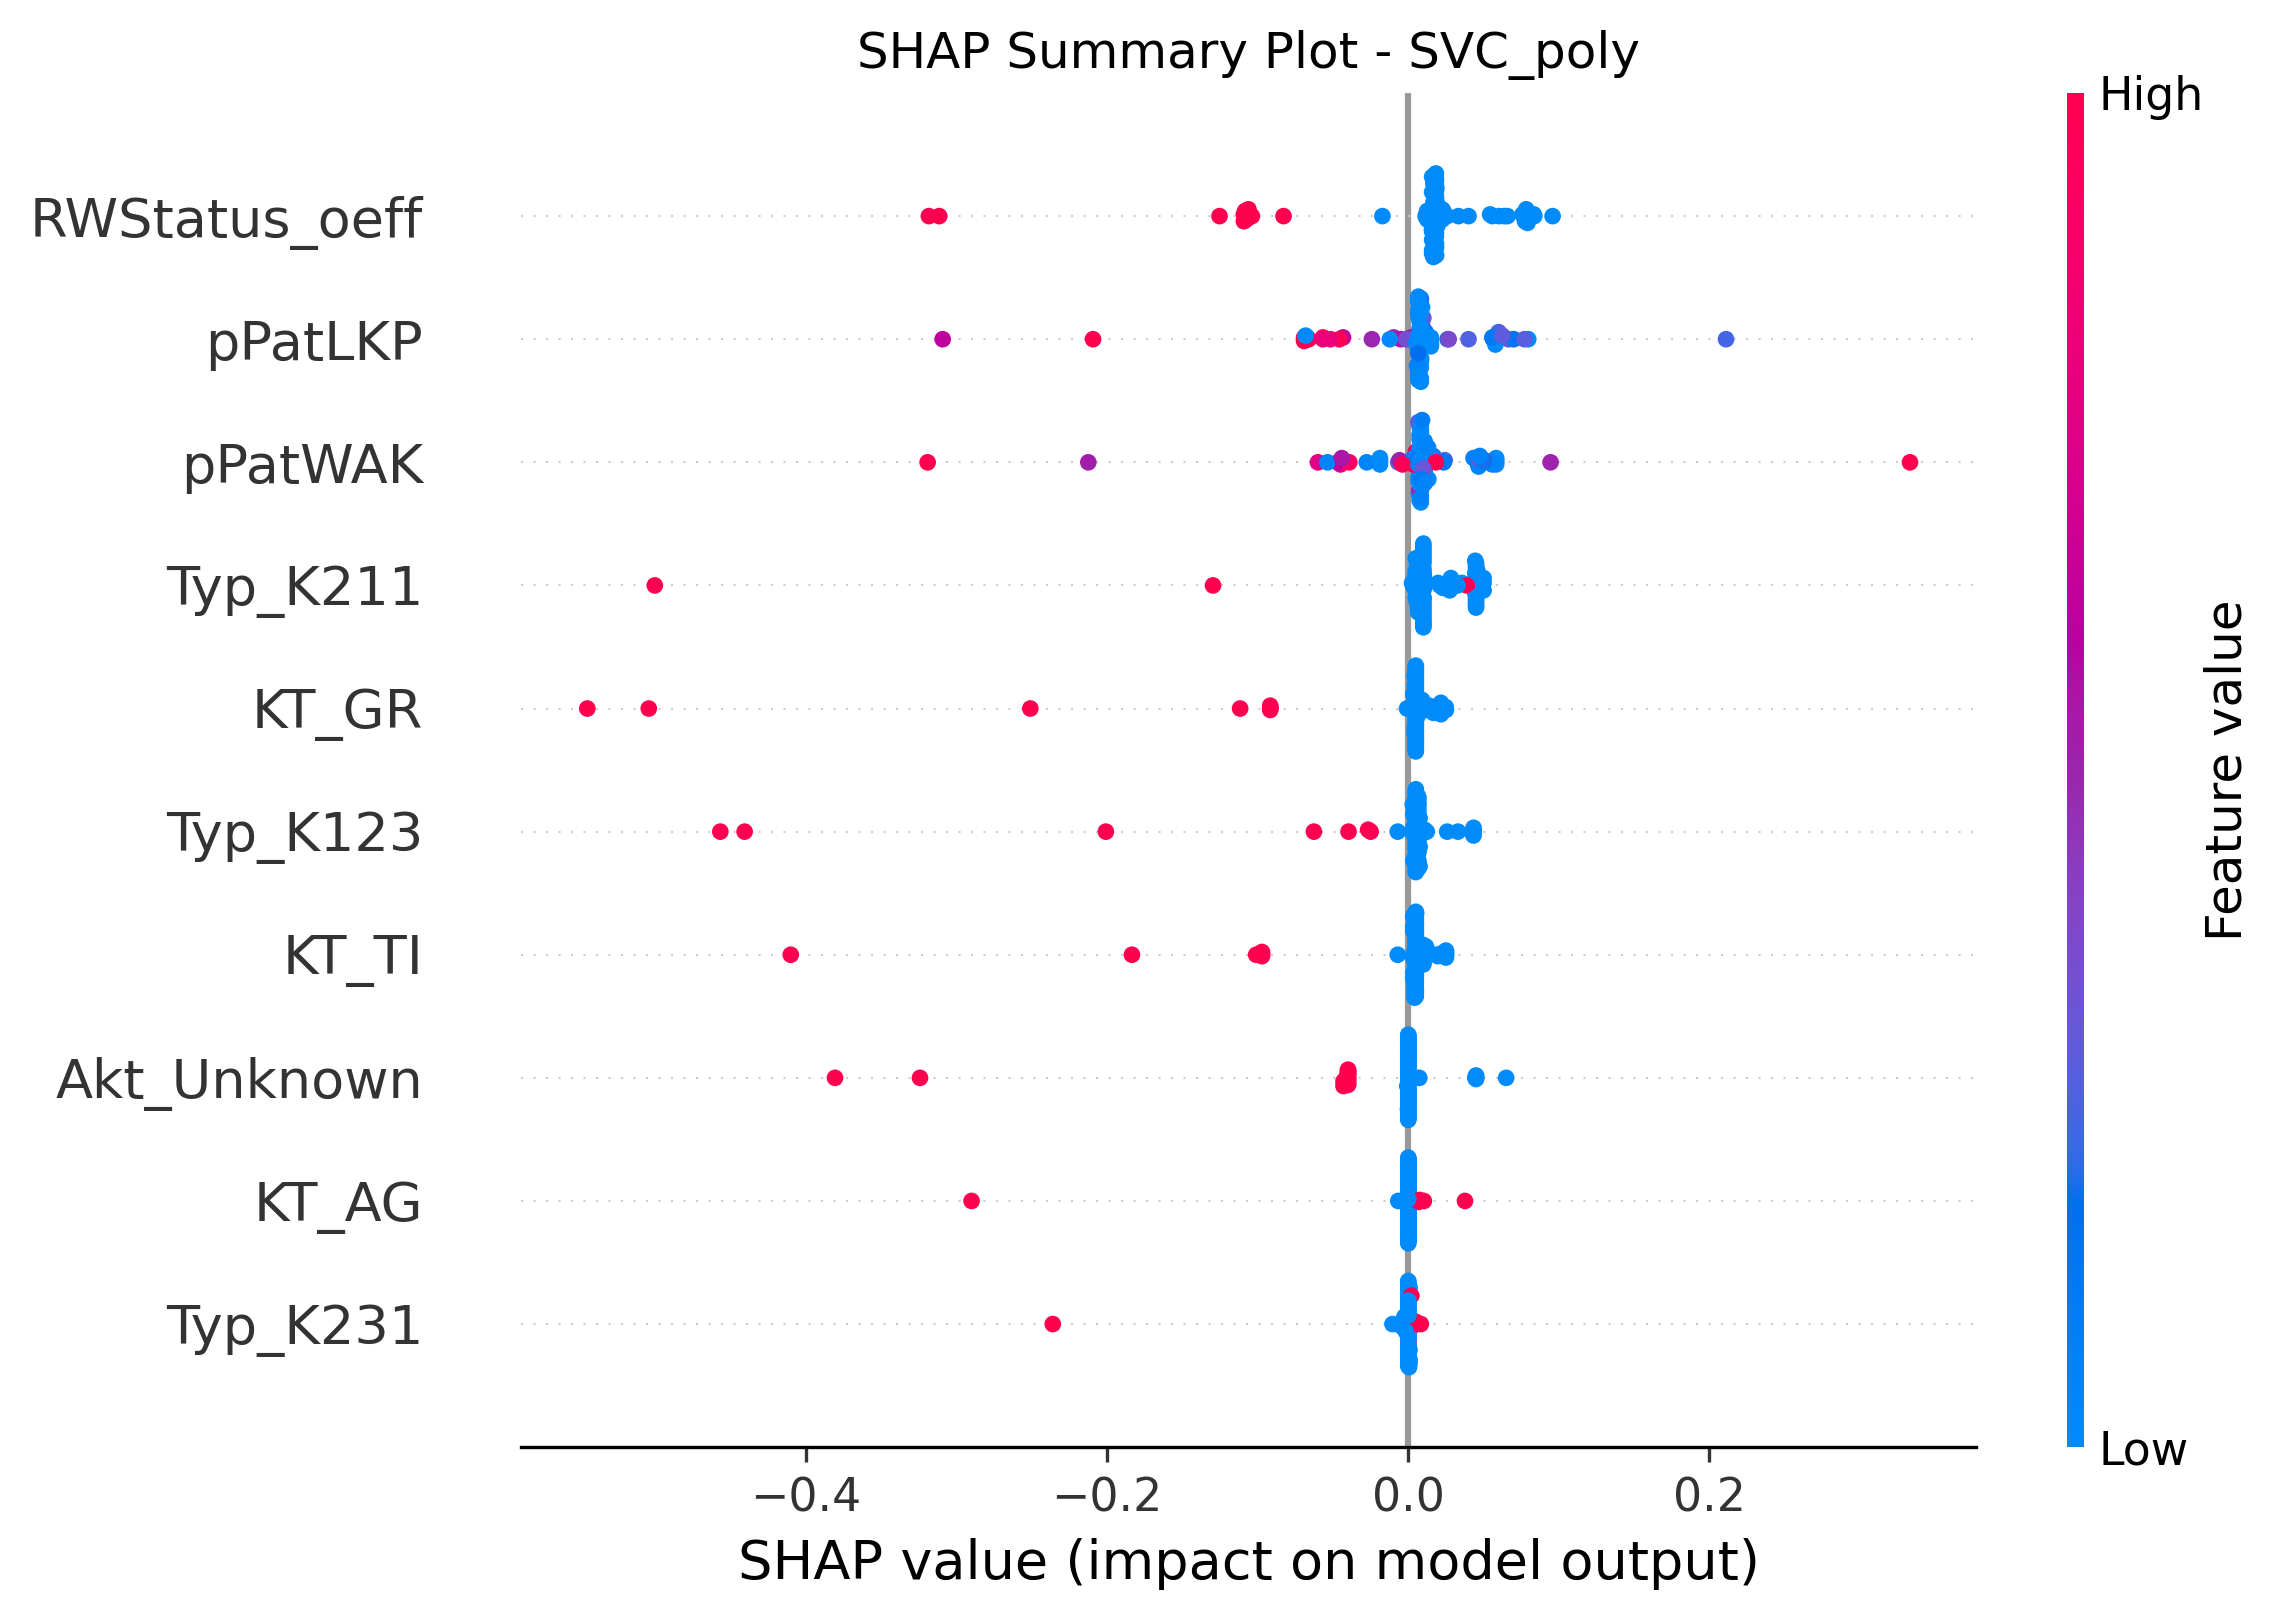 SHAP Summary Plot - SVC_poly
High
RWStatus_oeff
pPatLKP
pPatWAK
Typ_K211
KT_GR
Typ_K123
KT_TI
Akt_Unknown
KT_AG
Typ_K231
Feature value
Low
−0.4 −0.2 0.0 0.2
SHAP value (impact on model output)